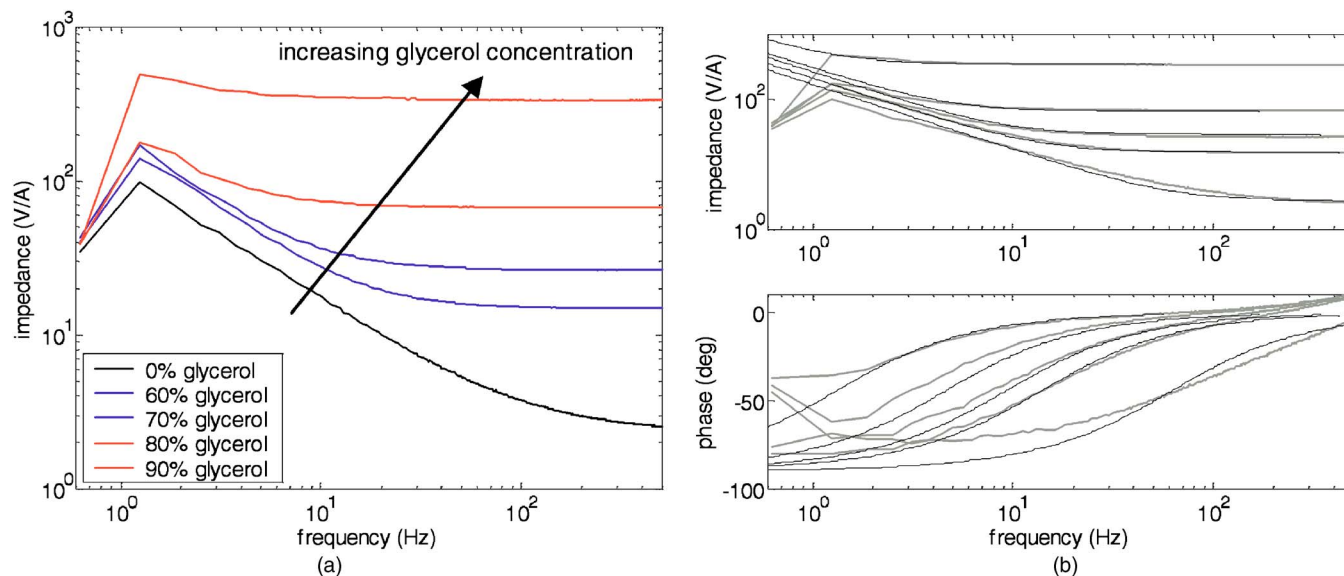 increasing glycerol concentration
impedance (V/A)
10^3
10^2
10^1
10^0
0% glycerol
60% glycerol
70% glycerol
80% glycerol
90% glycerol
10^0
10^1
10^2
frequency (Hz)
(a)
impedance (V/A)
10^2
10^0
10^0
10^1
10^2
phase (deg)
0
-50
-100
10^0
10^1
10^2
frequency (Hz)
(b)